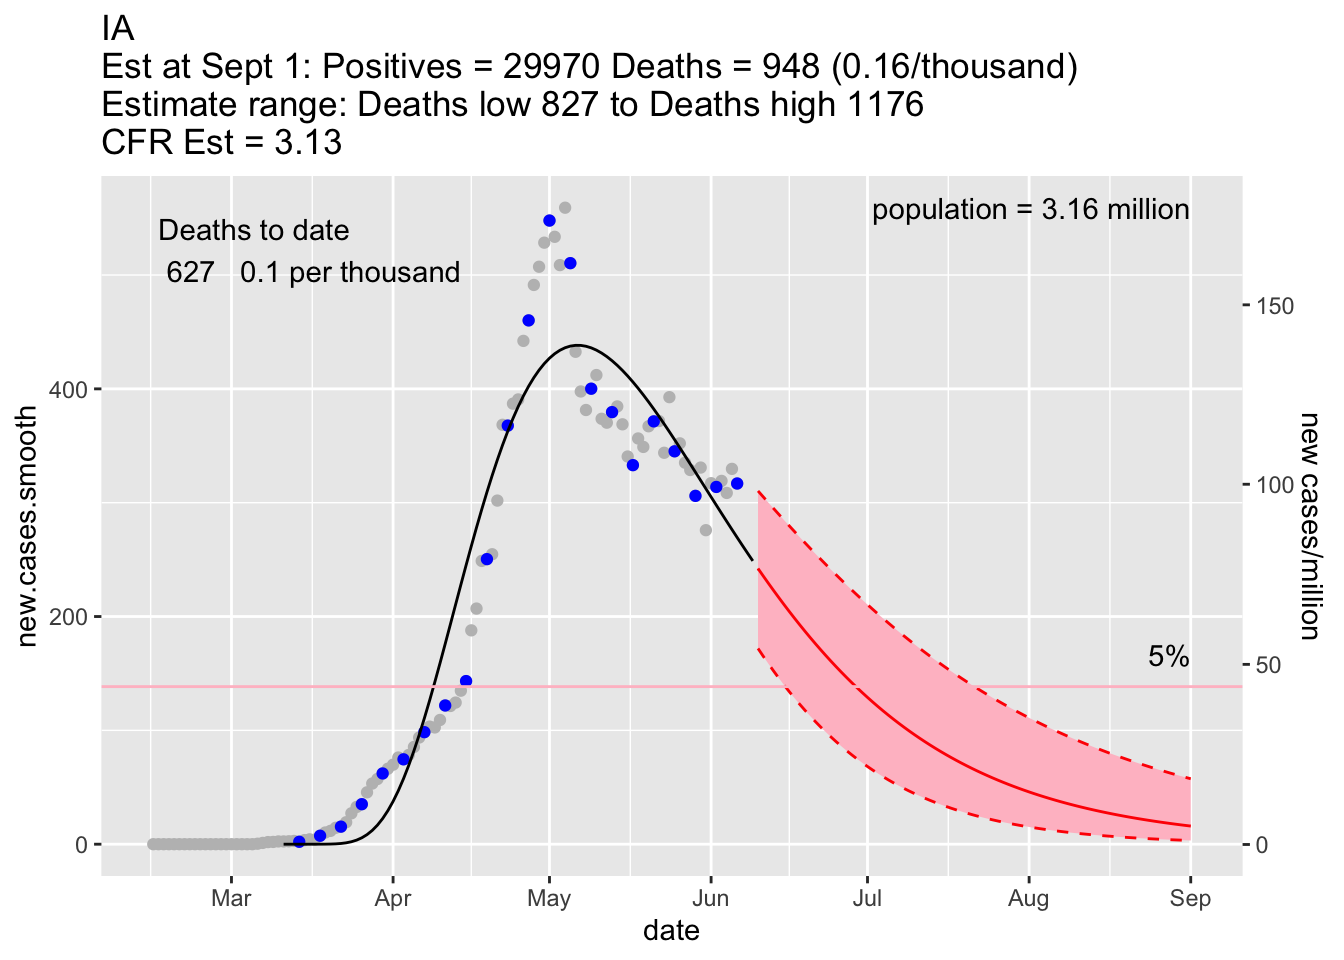 IA
Est at Sept 1: Positives = 29970 Deaths = 948 (0.16/thousand)
Estimate range: Deaths low 827 to Deaths high 1176
CFR Est = 3.13
Deaths to date
627 0.1 per thousand
population = 3.16 million
5%
new.cases.smooth
400
200
0
new cases/million
150
100
50
0
Mar Apr May Jun Jul Aug Sep
date